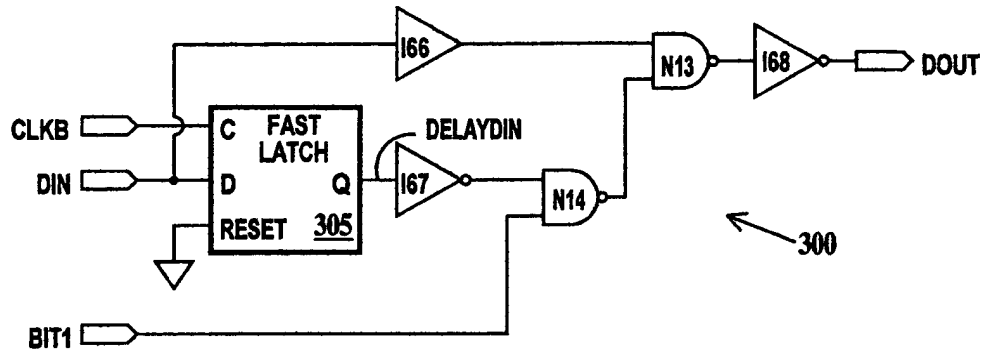 I66
N13
I68
DOUT
CLKB
C
FAST
LATCH
DELAYDIN
DIN
D
Q
I67
N14
RESET
305
300
BIT1